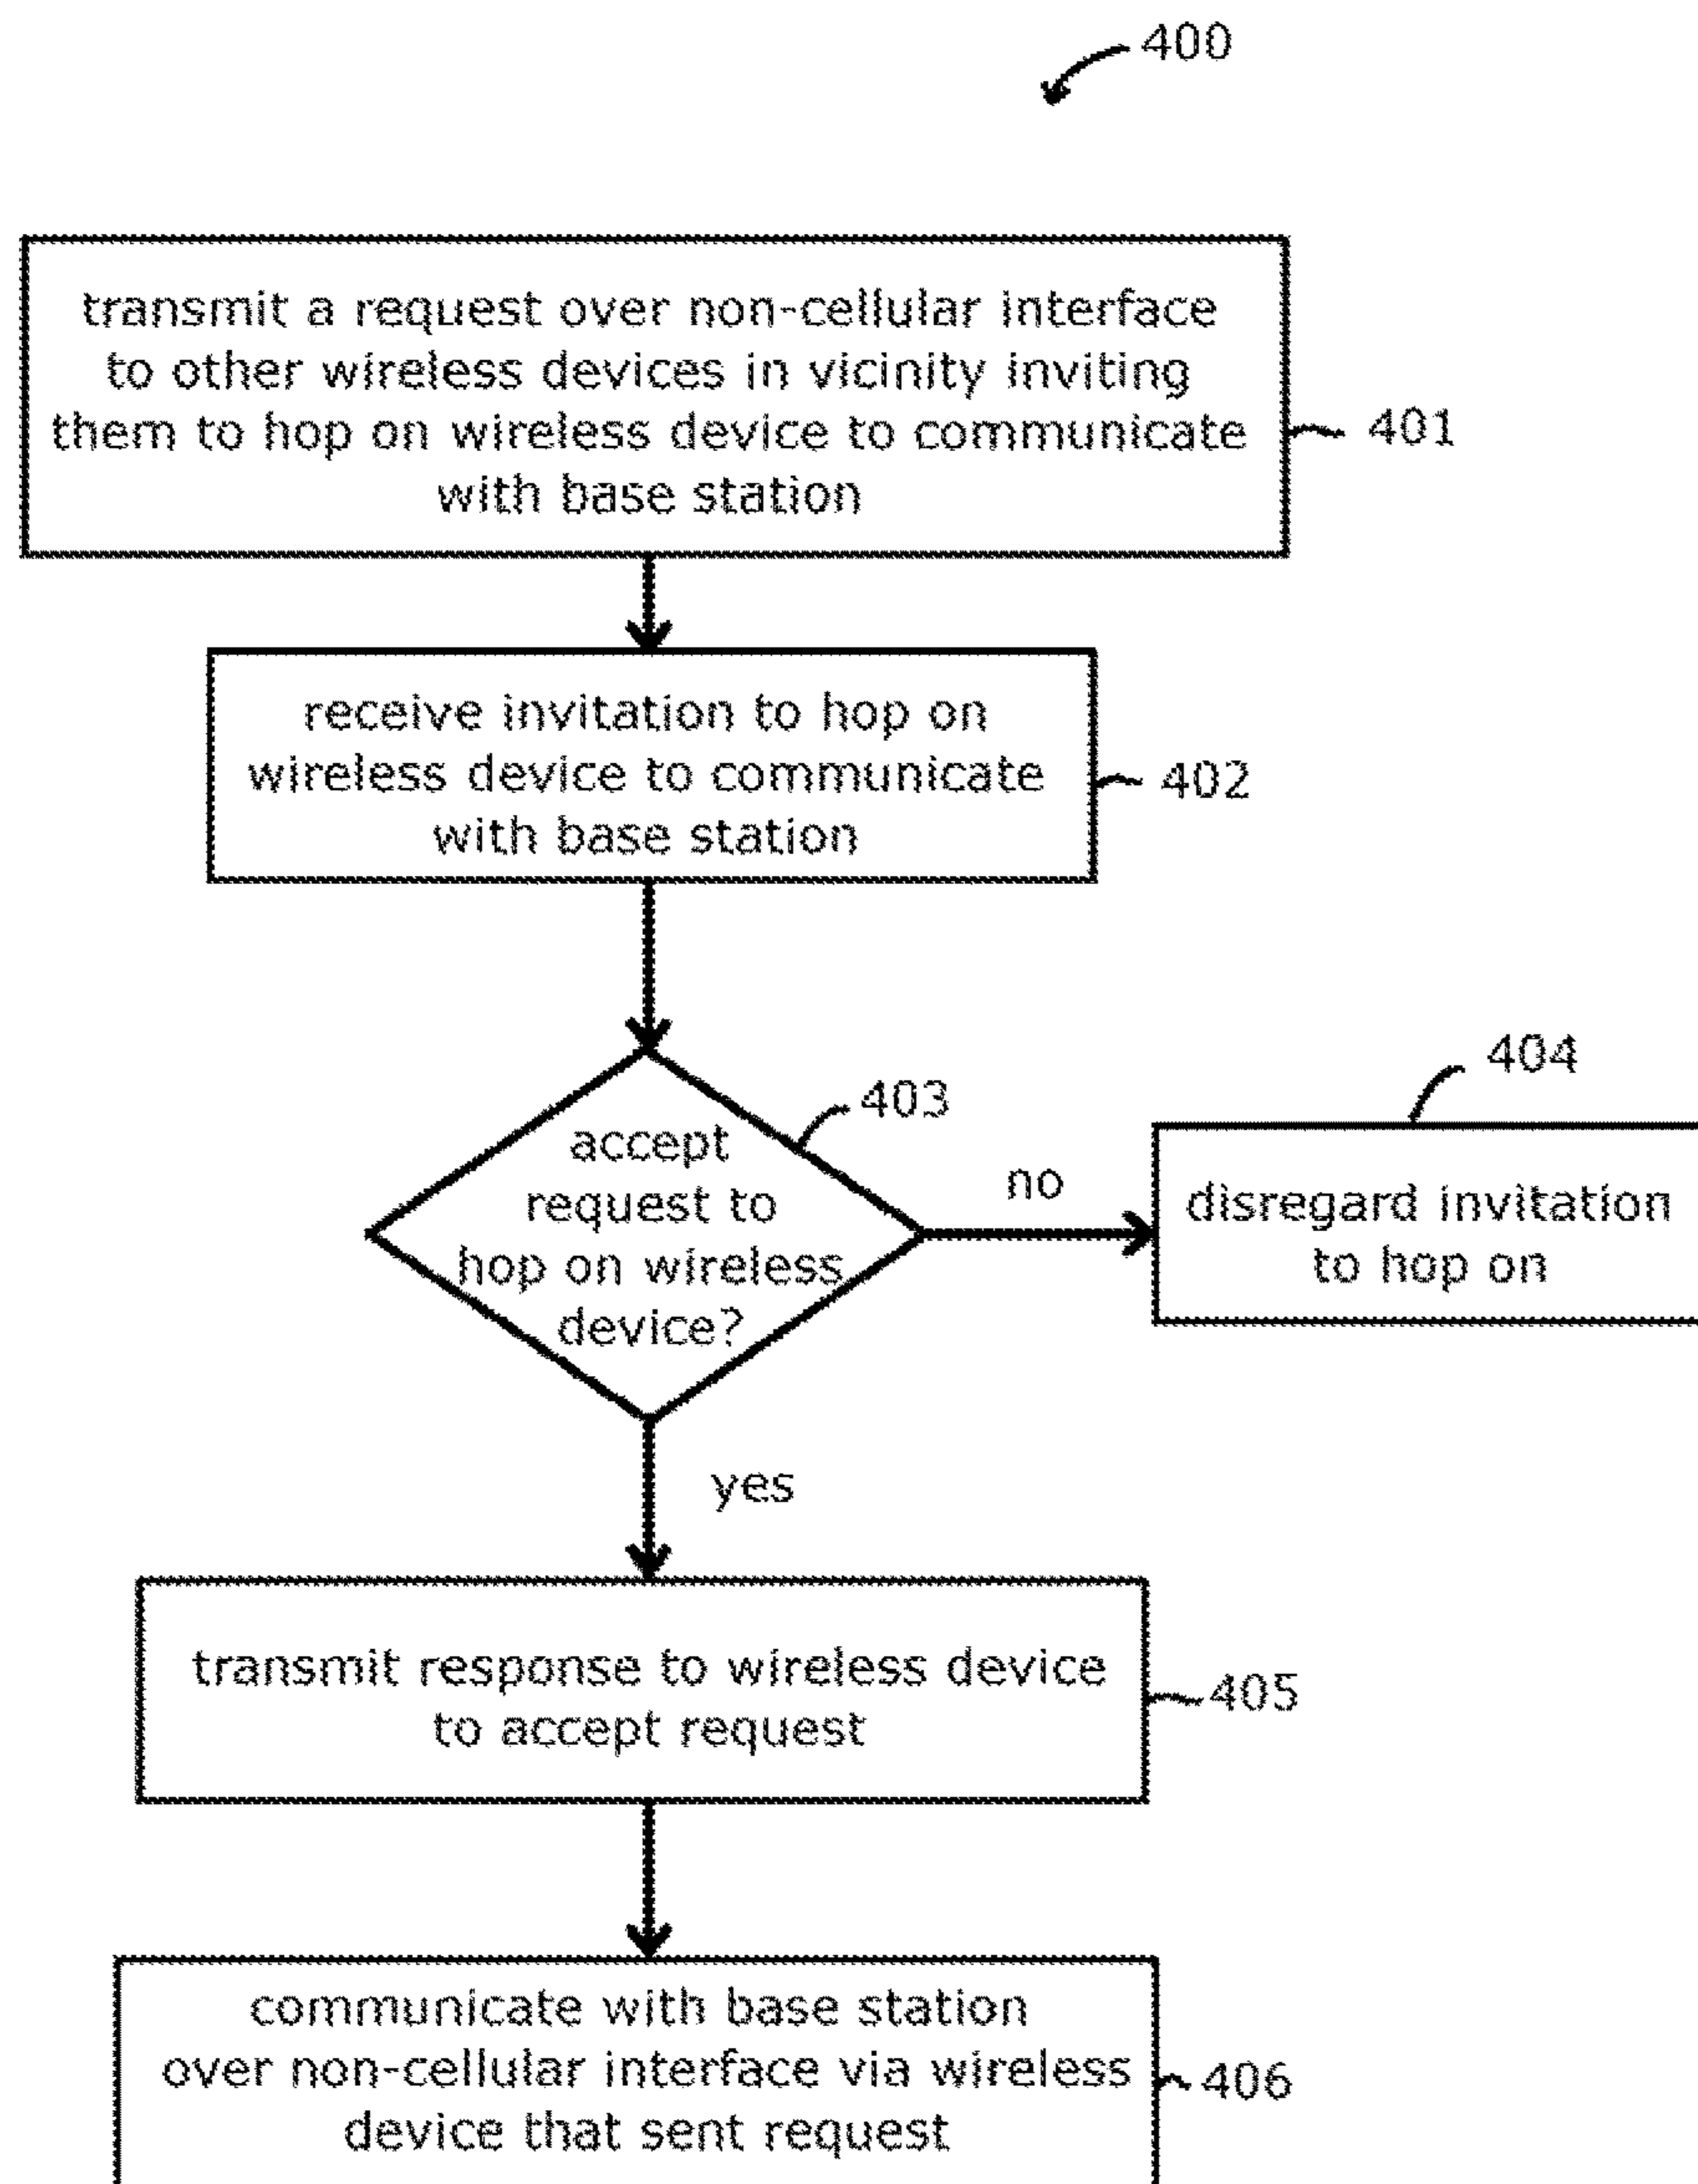 400
transmit a request over non-cellular interface
to other wireless devices in vicinity inviting
them to hop on wireless device to communicate
with base station
401
receive invitation to hop on
wireless device to communicate
with base station
402
403
accept
request to
hop on wireless
device?
no
404
disregard invitation
to hop on
yes
transmit response to wireless device
to accept request
405
communicate with base station
over non-cellular interface via wireless
device that sent request
406